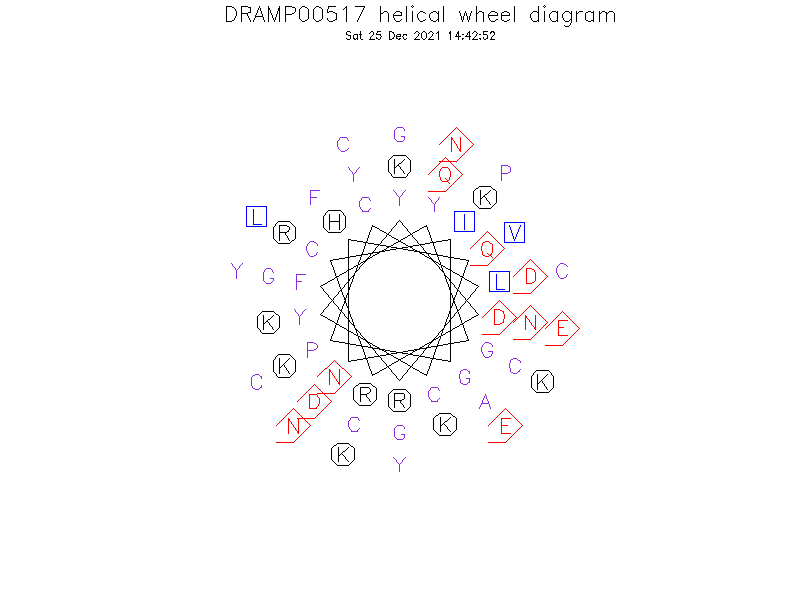 DRAMP00517 helical wheel diagram
Sat 25 Dec 2021 14:42:52
C G N
Y K Q P
F C Y Y K
L R H I V
C Q
Y G F L D C
K Y D N E
K P G C
C N G K
N D R R C A E
C G K
K Y